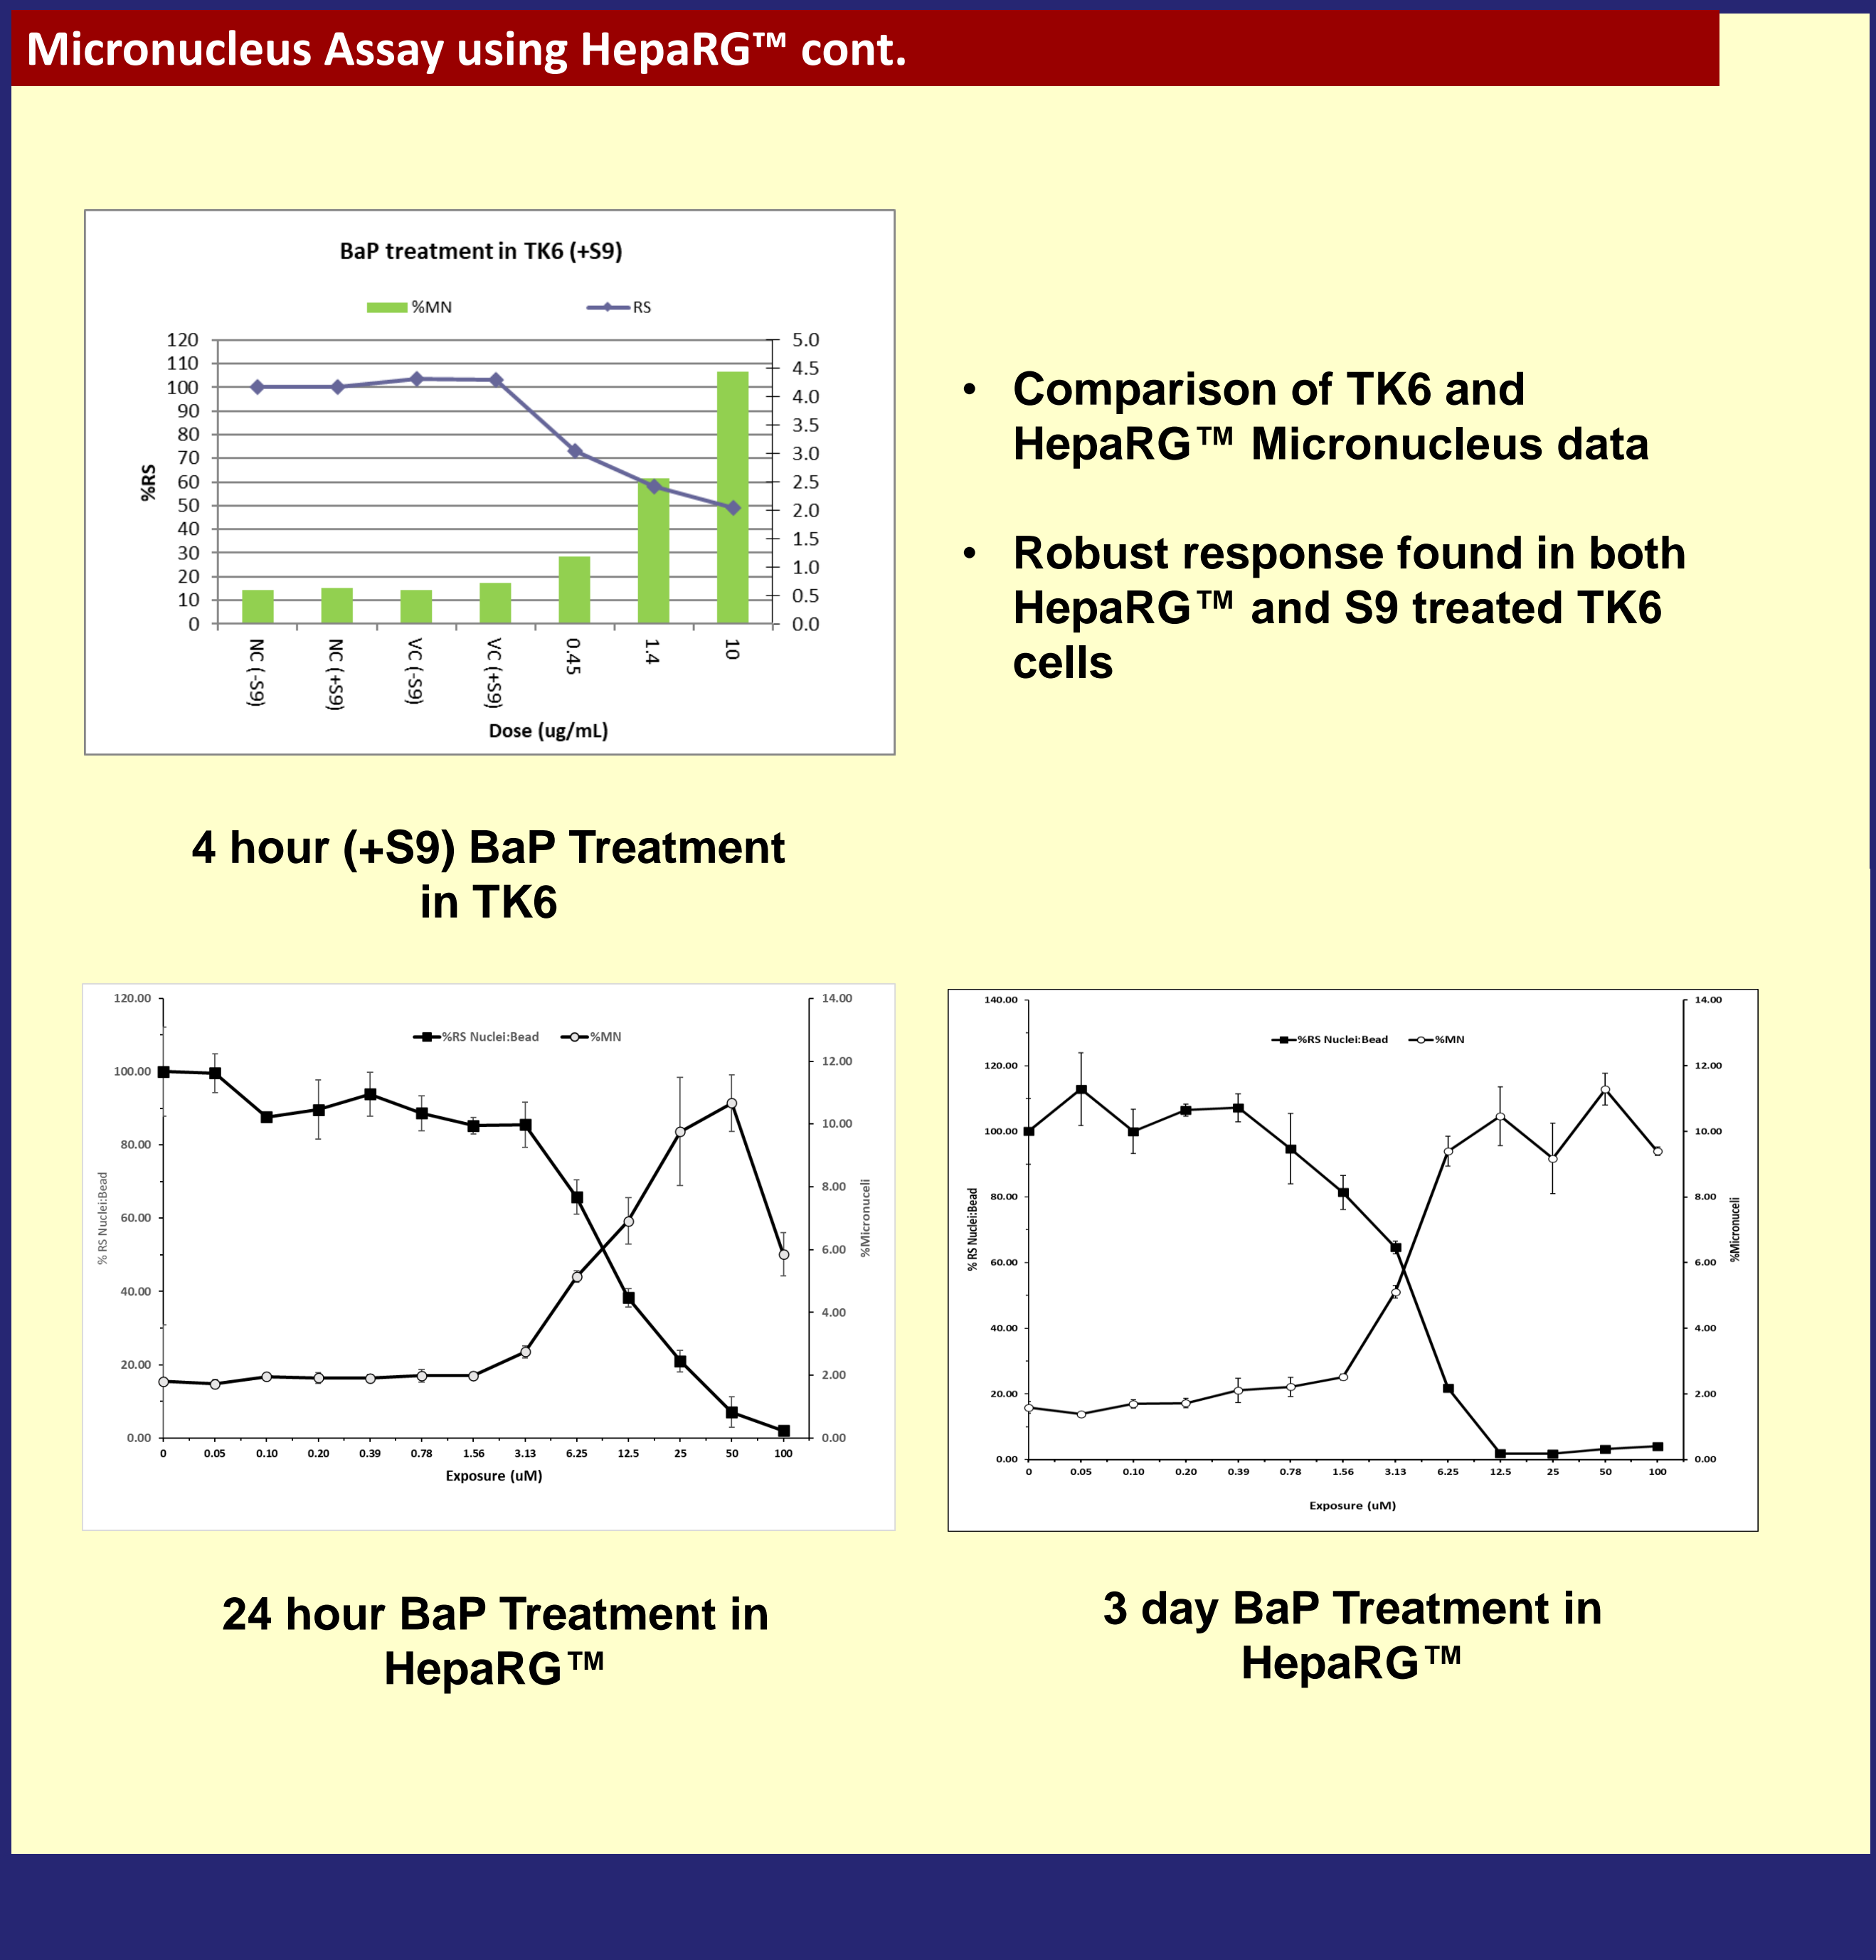 Micronucleus Assay using HepaRG™ cont.
BaP treatment in TK6 (+S9)
%MN
RS
120
110
100
90
80
70
60
50
40
30
20
10
0
%RS
5.0
4.5
4.0
3.5
3.0
2.5
2.0
1.5
1.0
0.5
0.0
NC (-S9)
NC (+S9)
VC (-S9)
VC (+S9)
0.45
1.4
10
Dose (ug/mL)
4 hour (+S9) BaP Treatment
in TK6
• Comparison of TK6 and
HepaRG™ Micronucleus data
• Robust response found in both
HepaRG™ and S9 treated TK6
cells
%RS Nuclei:Bead
%MN
120.00
100.00
80.00
60.00
40.00
20.00
0.00
% RS Nuclei:Bead
14.00
12.00
10.00
8.00
6.00
4.00
2.00
0.00
%Micronuceli
0 0.05 0.10 0.20 0.39 0.78 1.56 3.13 6.25 12.5 25 50 100
Exposure (uM)
24 hour BaP Treatment in
HepaRG™
%RS Nuclei:Bead
%MN
140.00
120.00
100.00
80.00
60.00
40.00
20.00
0.00
% RS Nuclei:Bead
14.00
12.00
10.00
8.00
6.00
4.00
2.00
0.00
%Micronuceli
0 0.05 0.10 0.20 0.39 0.78 1.56 3.13 6.25 12.5 25 50 100
Exposure (uM)
3 day BaP Treatment in
HepaRG™